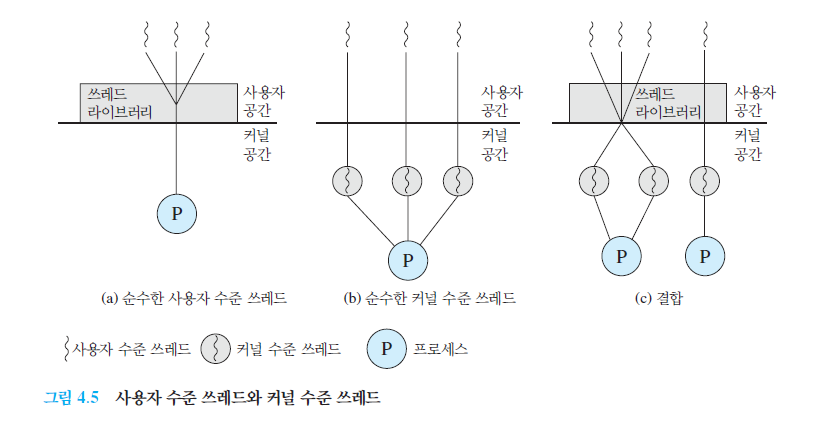 쓰레드
라이브러리
사용자
공간
커널
공간
P
(a) 순수한 사용자 수준 쓰레드
사용자
공간
커널
공간
P
(b) 순수한 커널 수준 쓰레드
쓰레드
라이브러리
사용자
공간
커널
공간
P
P
(c) 결합
사용자 수준 쓰레드
커널 수준 쓰레드
P
프로세스
그림 4.5 사용자 수준 쓰레드와 커널 수준 쓰레드